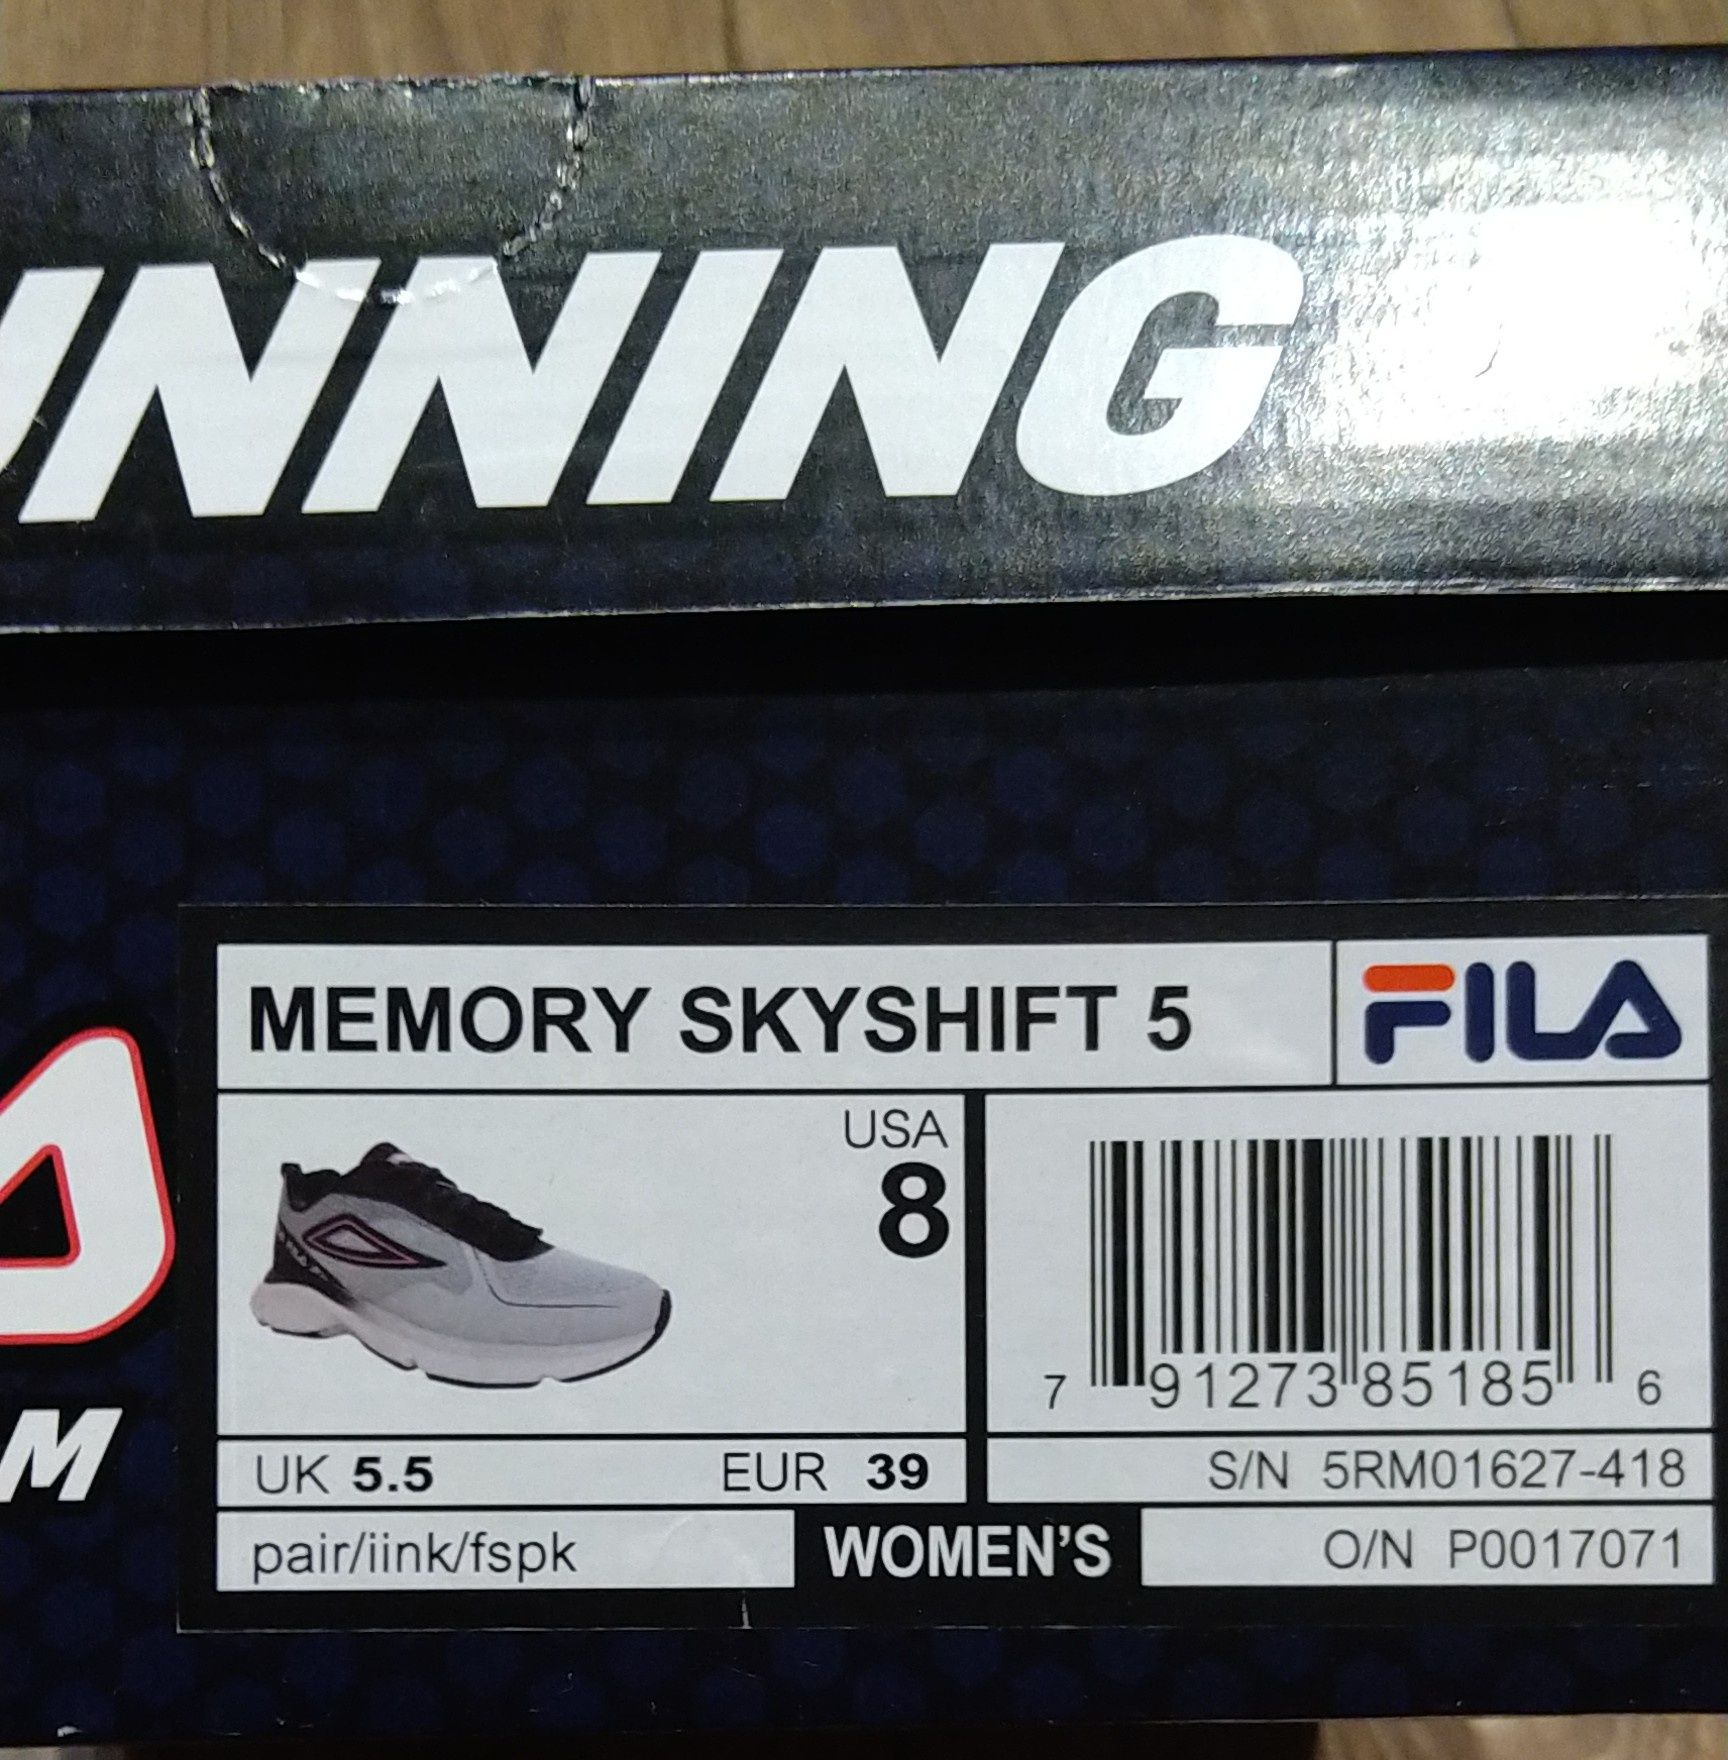 UNNING
MEMORY SKYSHIFT 5 FILA
USA
8
7 91273 85185 6
UK 5.5 EUR 39 S/N 5RM01627-418
pair/iink/fspk WOMEN'S O/N P0017071
A
M